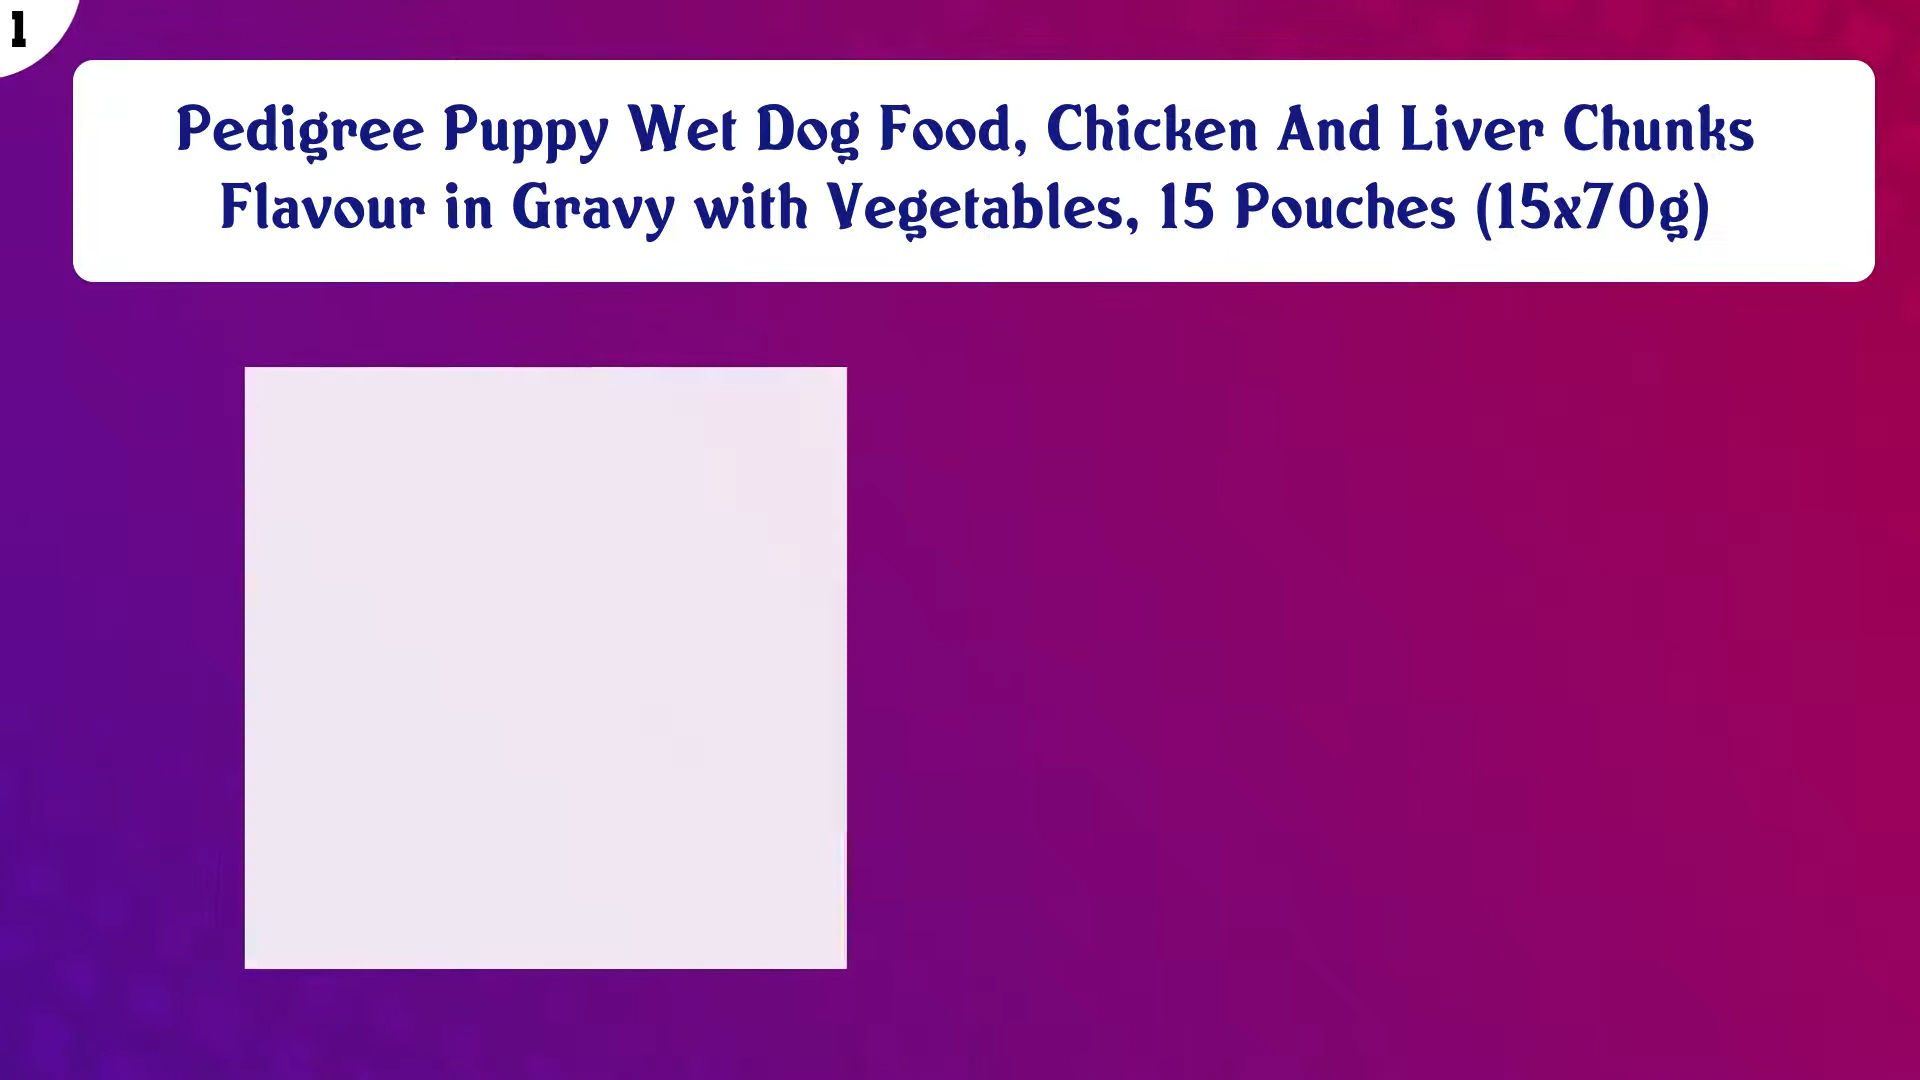 1
Pedigree Puppy Wet Dog Food, Chicken And Liver Chunks
Flavour in Gravy with Vegetables, 15 Pouches (15x70g)